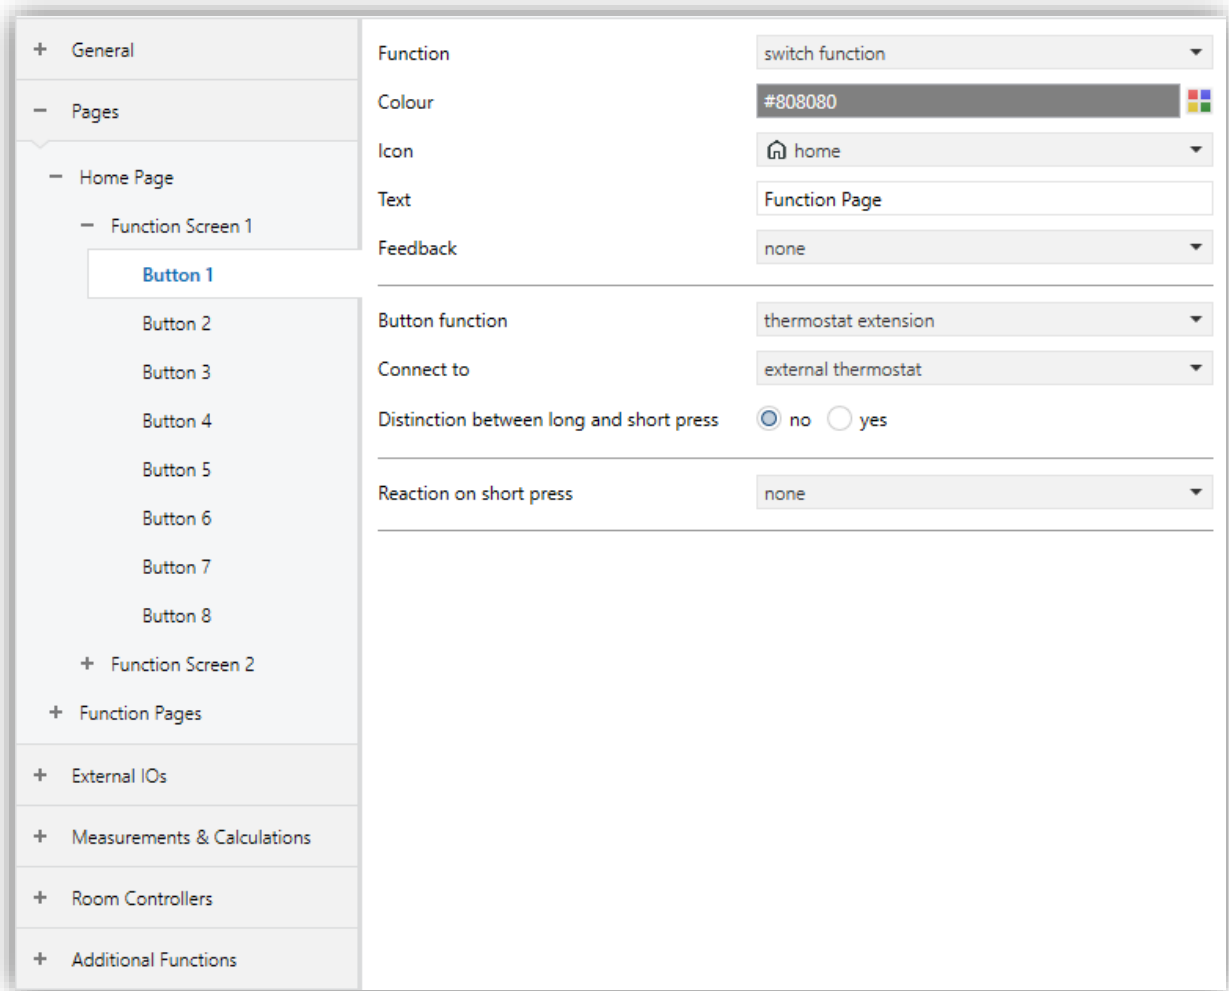 + General
− Pages
− Home Page
− Function Screen 1
Button 1
Button 2
Button 3
Button 4
Button 5
Button 6
Button 7
Button 8
+ Function Screen 2
+ Function Pages
+ External IOs
+ Measurements & Calculations
+ Room Controllers
+ Additional Functions
Function switch function
Colour #808080
Icon home
Text Function Page
Feedback none
Button function thermostat extension
Connect to external thermostat
Distinction between long and short press no yes
Reaction on short press none